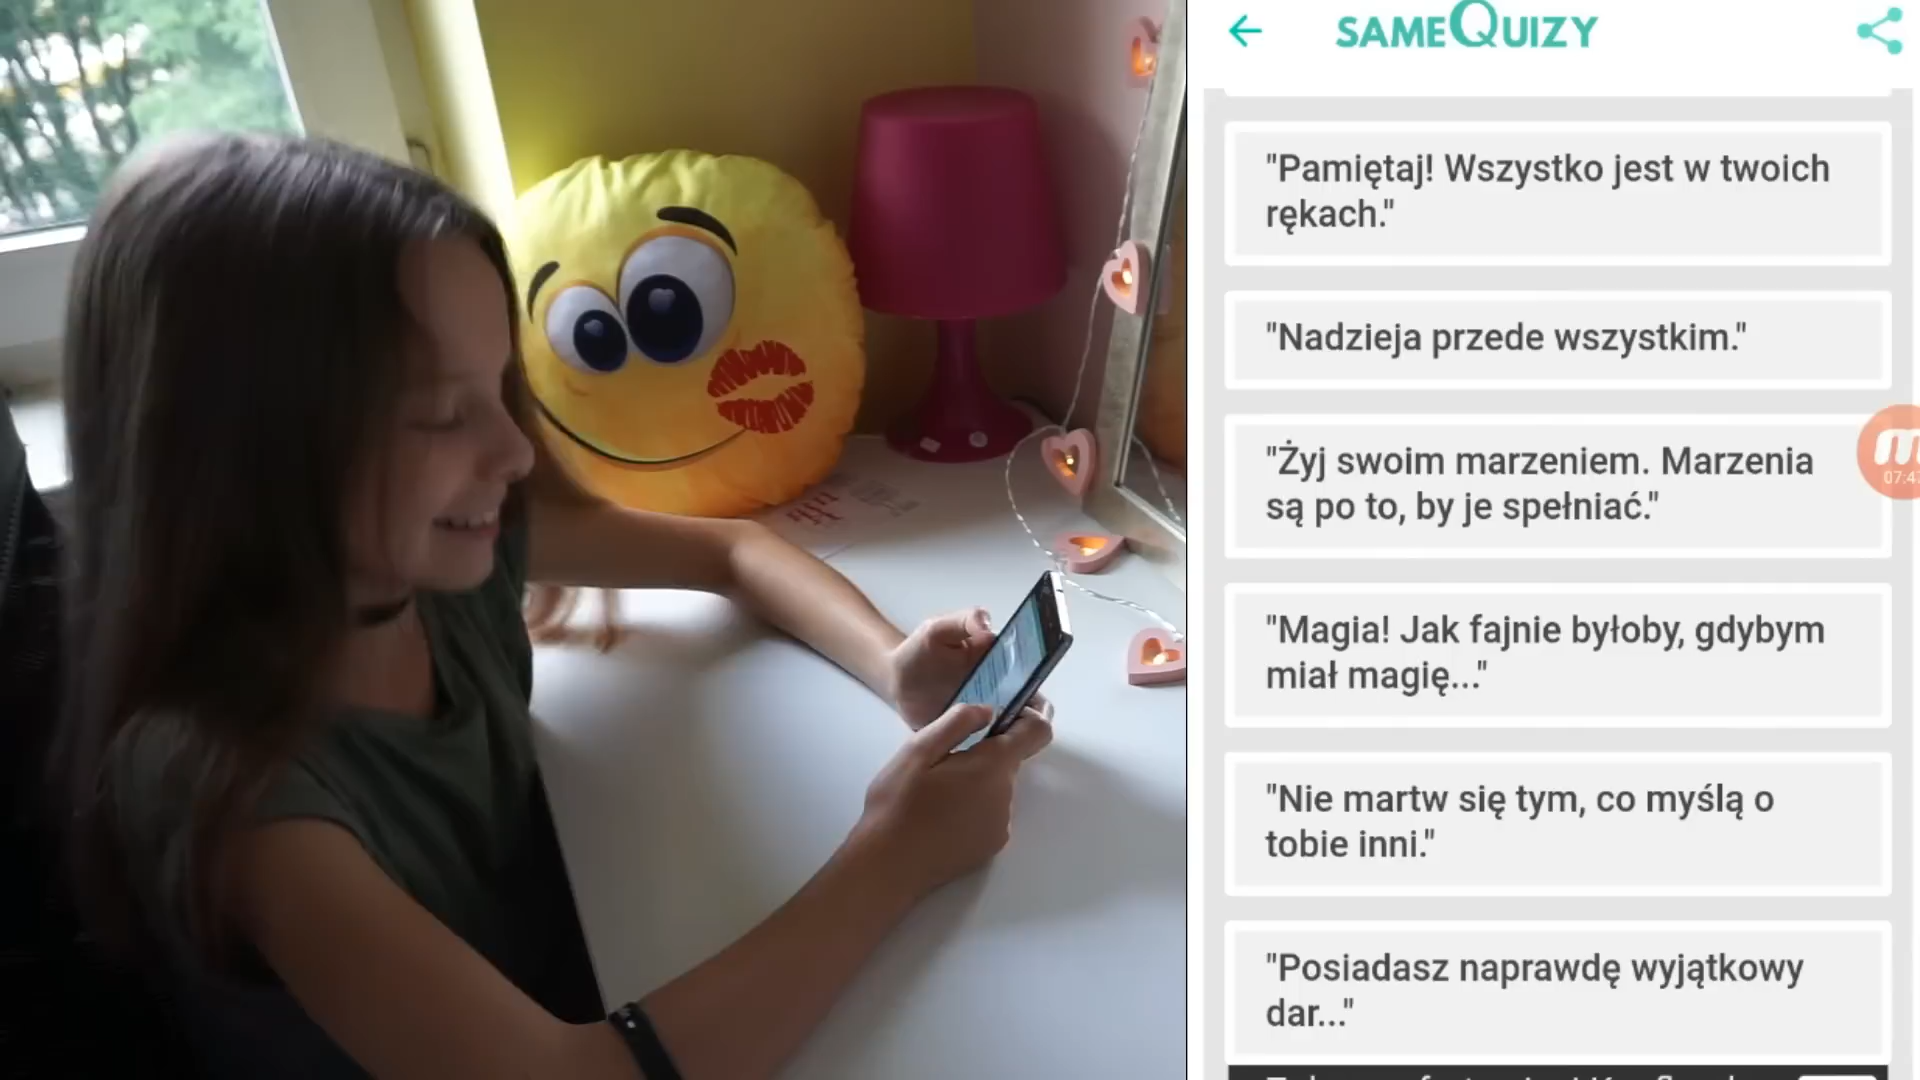 SAMEQUIZY
"Pamiętaj! Wszystko jest w twoich
rękach."
"Nadzieja przede wszystkim."
"Żyj swoim marzeniem. Marzenia
są po to, by je spełniać."
"Magia! Jak fajnie byłoby, gdybym
miał magię..."
"Nie martw się tym, co myślą o
tobie inni."
"Posiadasz naprawdę wyjątkowy
dar..."